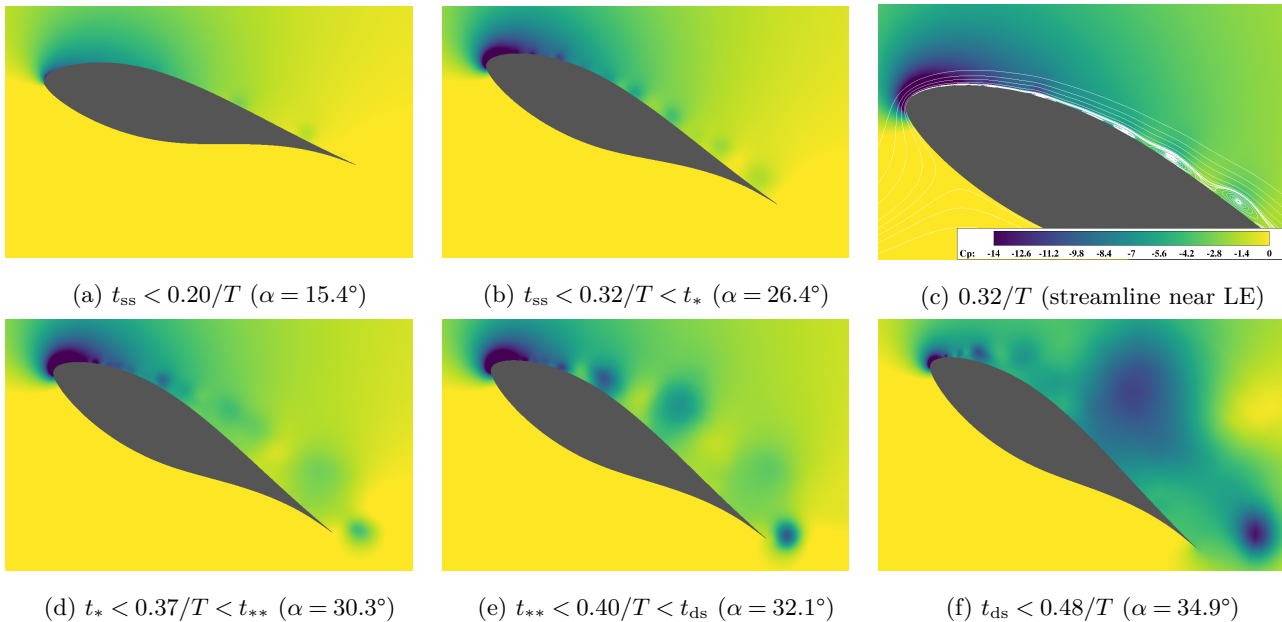 Cp: -14 -12.6 -11.2 -9.8 -8.4 -7 -5.6 -4.2 -2.8 -1.4 0
(a) t_ss < 0.20/T (α = 15.4°)
(b) t_ss < 0.32/T < t_* (α = 26.4°)
(c) 0.32/T (streamline near LE)
(d) t_* < 0.37/T < t_** (α = 30.3°)
(e) t_** < 0.40/T < t_ds (α = 32.1°)
(f) t_ds < 0.48/T (α = 34.9°)